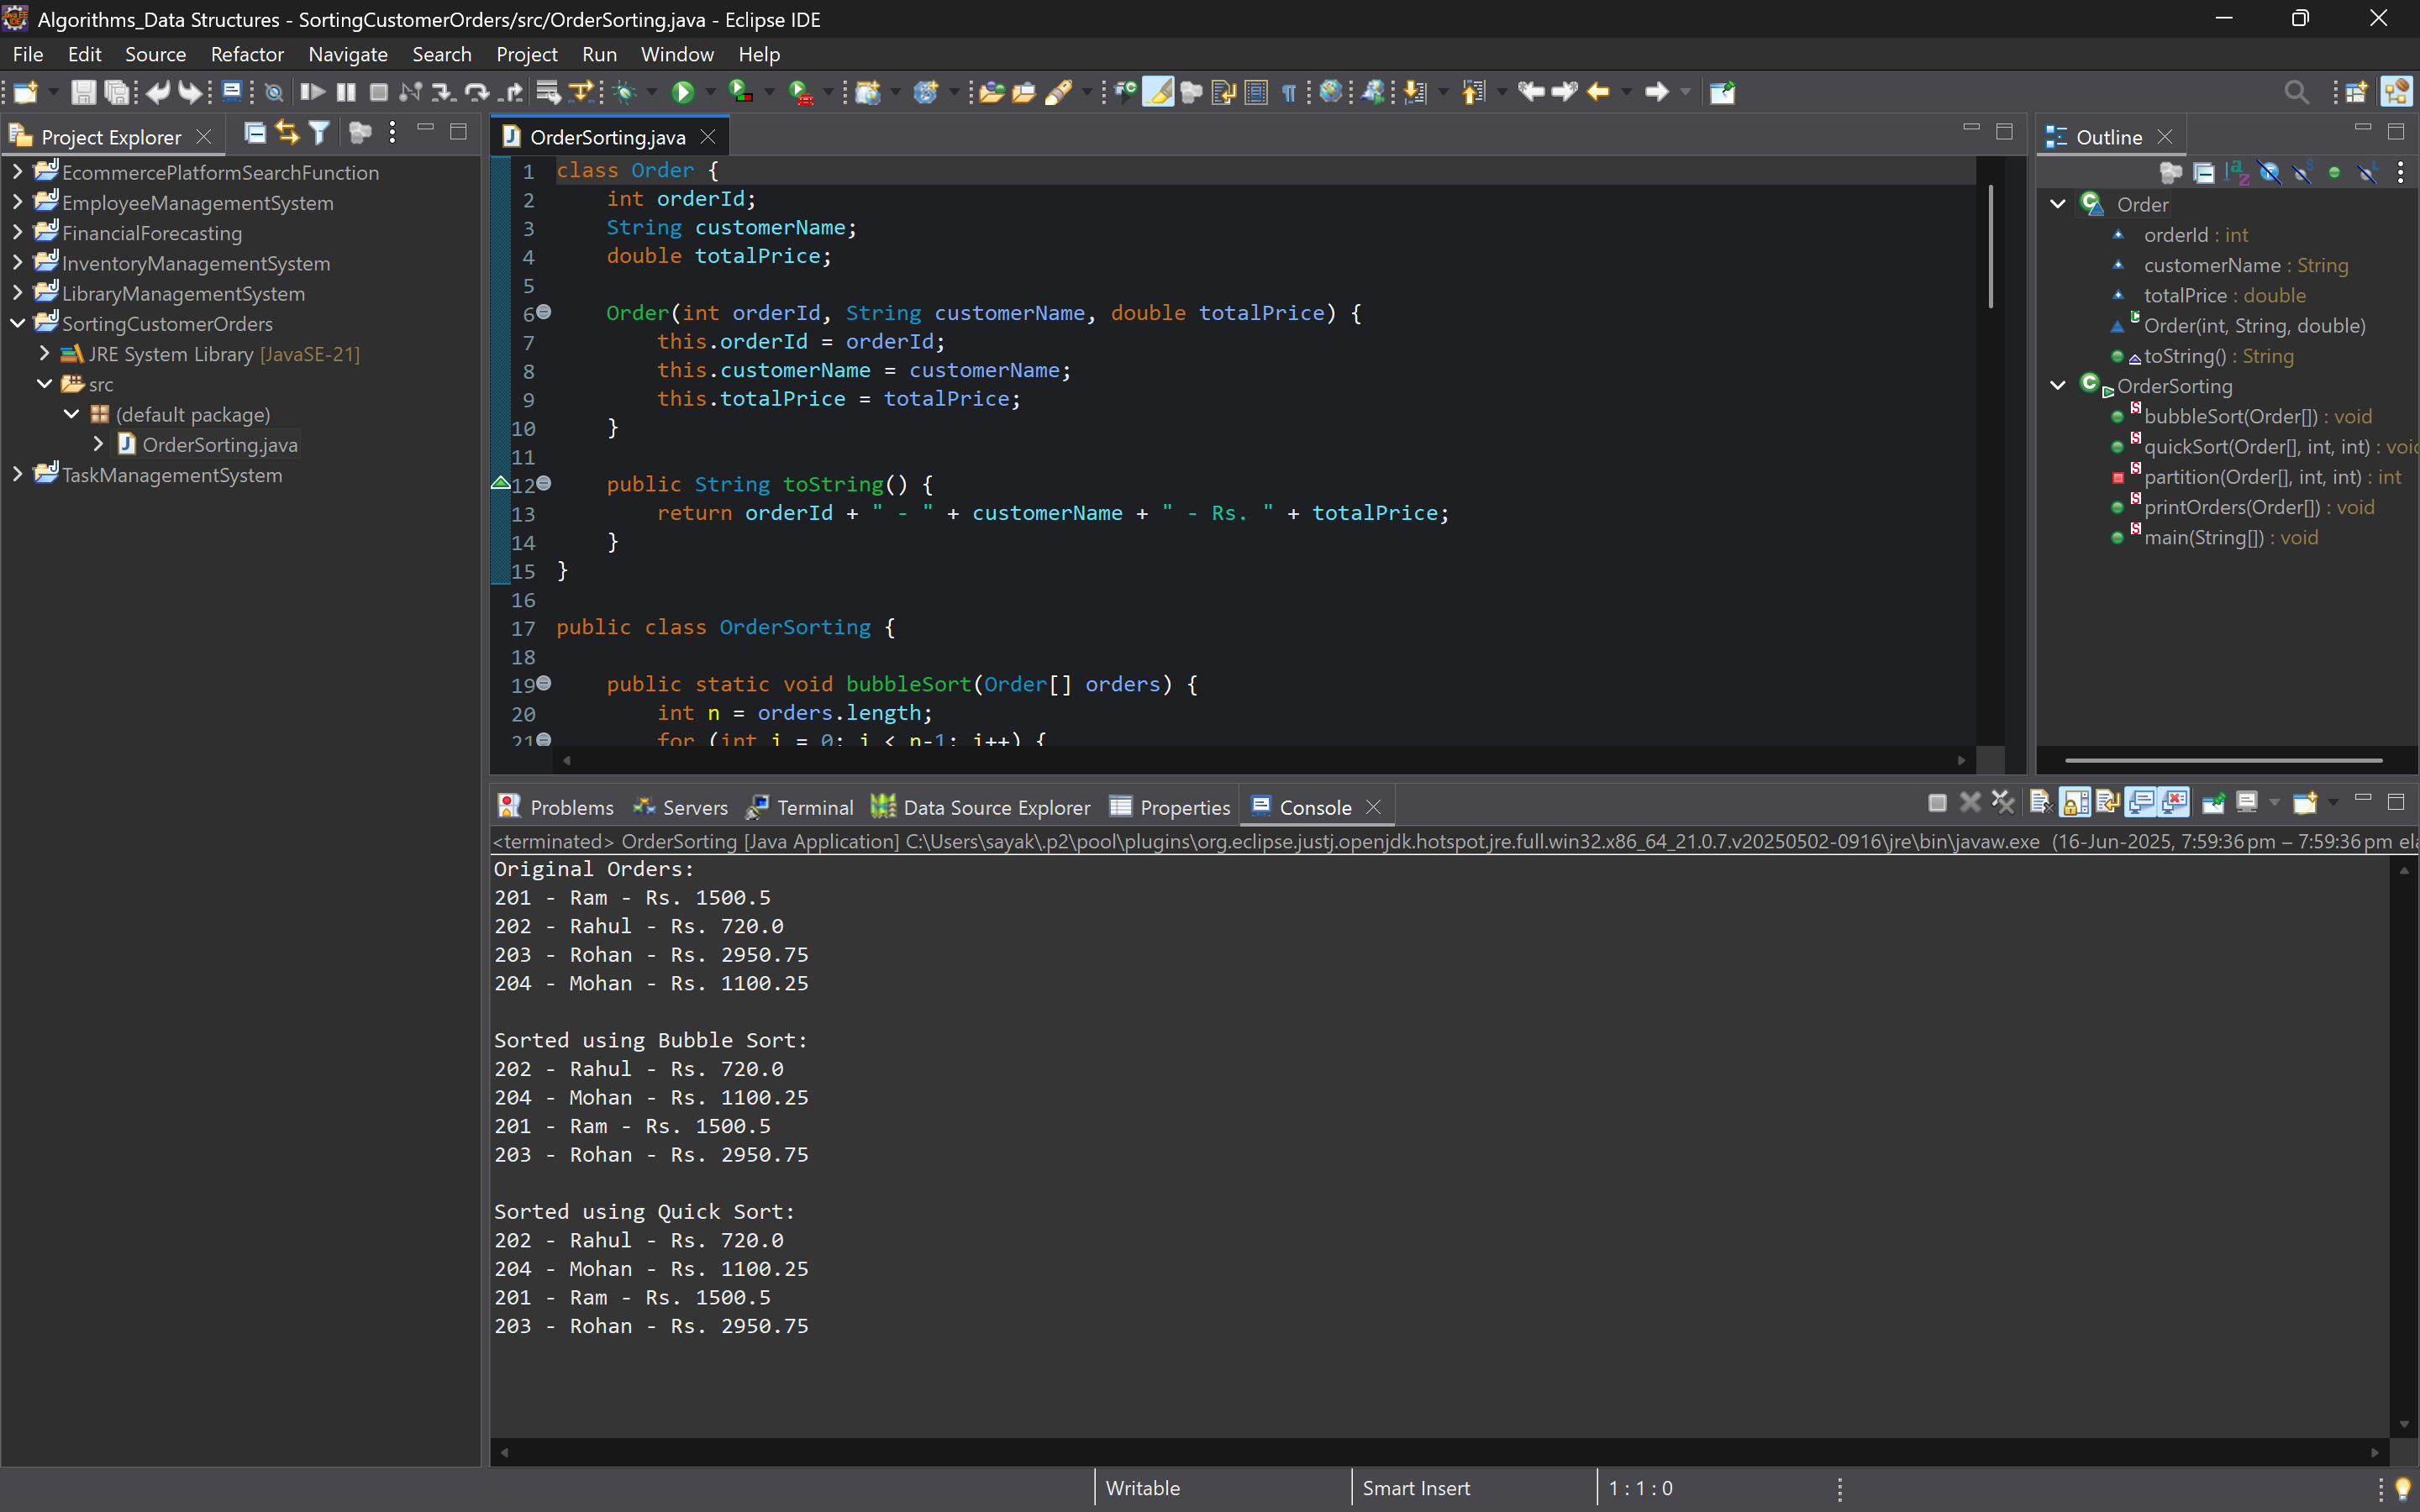 Algorithms_Data Structures - SortingCustomerOrders/src/OrderSorting.java - Eclipse IDE
File Edit Source Refactor Navigate Search Project Run Window Help
Project Explorer
EcommercePlatformSearchFunction
EmployeeManagementSystem
FinancialForecasting
InventoryManagementSystem
LibraryManagementSystem
SortingCustomerOrders
JRE System Library [JavaSE-21]
src
(default package)
OrderSorting.java
TaskManagementSystem
OrderSorting.java
1 class Order {
2 int orderId;
3 String customerName;
4 double totalPrice;
5
6 Order(int orderId, String customerName, double totalPrice) {
7 this.orderId = orderId;
8 this.customerName = customerName;
9 this.totalPrice = totalPrice;
10 }
11
12 public String toString() {
13 return orderId + " - " + customerName + " - Rs. " + totalPrice;
14 }
15 }
16
17 public class OrderSorting {
18
19 public static void bubbleSort(Order[] orders) {
20 int n = orders.length;
21 for (int i = 0; i < n-1; i++) {
Outline
Order
orderId : int
customerName : String
totalPrice : double
Order(int, String, double)
toString() : String
OrderSorting
bubbleSort(Order[]) : void
quickSort(Order[], int, int) : voi
partition(Order[], int, int) : int
printOrders(Order[]) : void
main(String[]) : void
Problems Servers Terminal Data Source Explorer Properties Console
<terminated> OrderSorting [Java Application] C:\Users\sayak\.p2\pool\plugins\org.eclipse.justj.openjdk.hotspot.jre.full.win32.x86_64_21.0.7.v20250502-0916\jre\bin\javaw.exe (16-Jun-2025, 7:59:36 pm – 7:59:36 pm ela
Original Orders:
201 - Ram - Rs. 1500.5
202 - Rahul - Rs. 720.0
203 - Rohan - Rs. 2950.75
204 - Mohan - Rs. 1100.25
Sorted using Bubble Sort:
202 - Rahul - Rs. 720.0
204 - Mohan - Rs. 1100.25
201 - Ram - Rs. 1500.5
203 - Rohan - Rs. 2950.75
Sorted using Quick Sort:
202 - Rahul - Rs. 720.0
204 - Mohan - Rs. 1100.25
201 - Ram - Rs. 1500.5
203 - Rohan - Rs. 2950.75
Writable Smart Insert 1 : 1 : 0